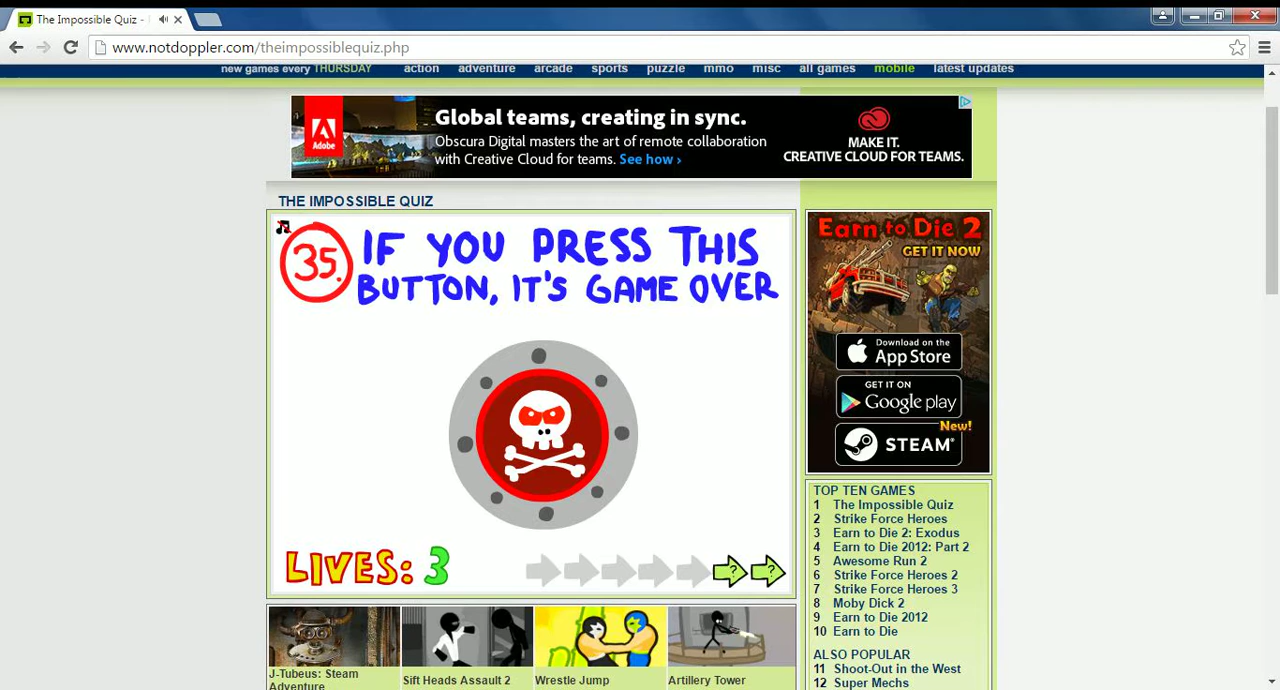 The Impossible Quiz -
www.notdoppler.com/theimpossiblequiz.php
new games every THURSDAY action adventure arcade sports puzzle mmo misc all games mobile latest updates
Adobe
Global teams, creating in sync.
Obscura Digital masters the art of remote collaboration
with Creative Cloud for teams. See how ›
MAKE IT.
CREATIVE CLOUD FOR TEAMS.
THE IMPOSSIBLE QUIZ
35. IF YOU PRESS THIS
BUTTON, IT'S GAME OVER
LIVES: 3
? ?
Earn to Die 2
GET IT NOW
Download on the
App Store
GET IT ON
Google play
New!
STEAM
TOP TEN GAMES
1 The Impossible Quiz
2 Strike Force Heroes
3 Earn to Die 2: Exodus
4 Earn to Die 2012: Part 2
5 Awesome Run 2
6 Strike Force Heroes 2
7 Strike Force Heroes 3
8 Moby Dick 2
9 Earn to Die 2012
10 Earn to Die
ALSO POPULAR
11 Shoot-Out in the West
12 Super Mechs
J-Tubeus: Steam
Adventure
Sift Heads Assault 2
Wrestle Jump
Artillery Tower